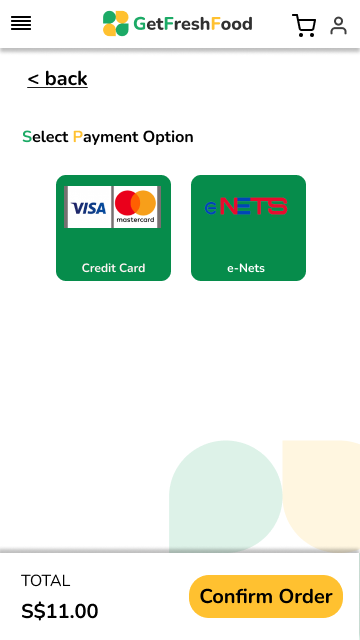 GetFreshFood
< back
Select Payment Option
VISA mastercard eNETS
Credit Card e-Nets
TOTAL
S$11.00 Confirm Order